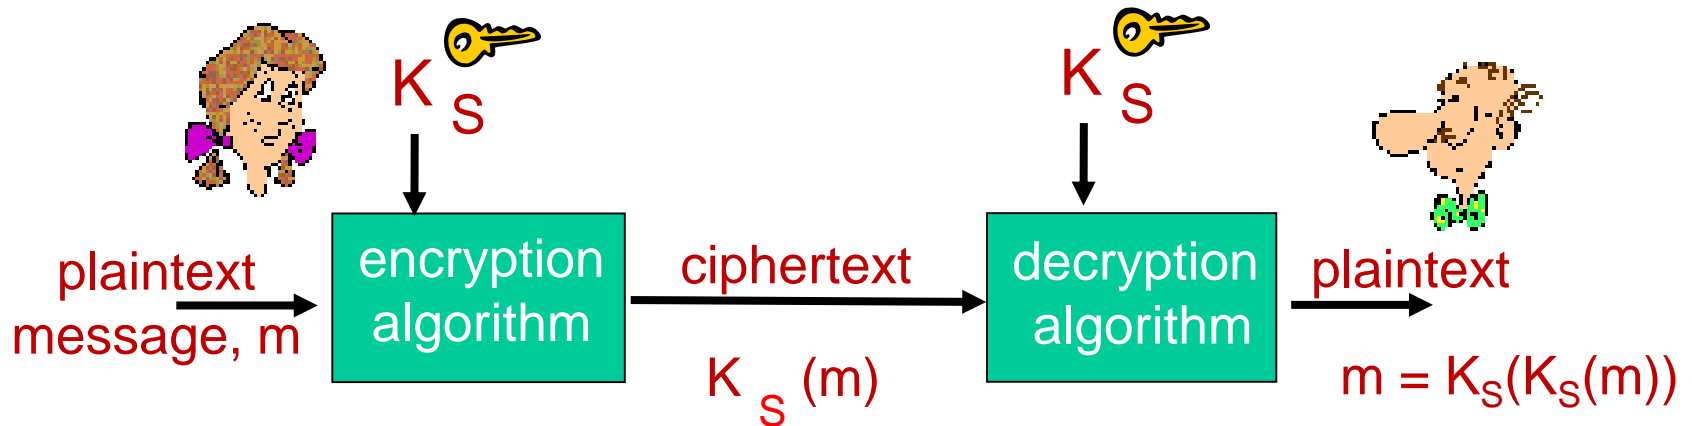 K S
K S
plaintext
message, m
encryption
algorithm
ciphertext
K S (m)
decryption
algorithm
plaintext
m = KS(KS(m))